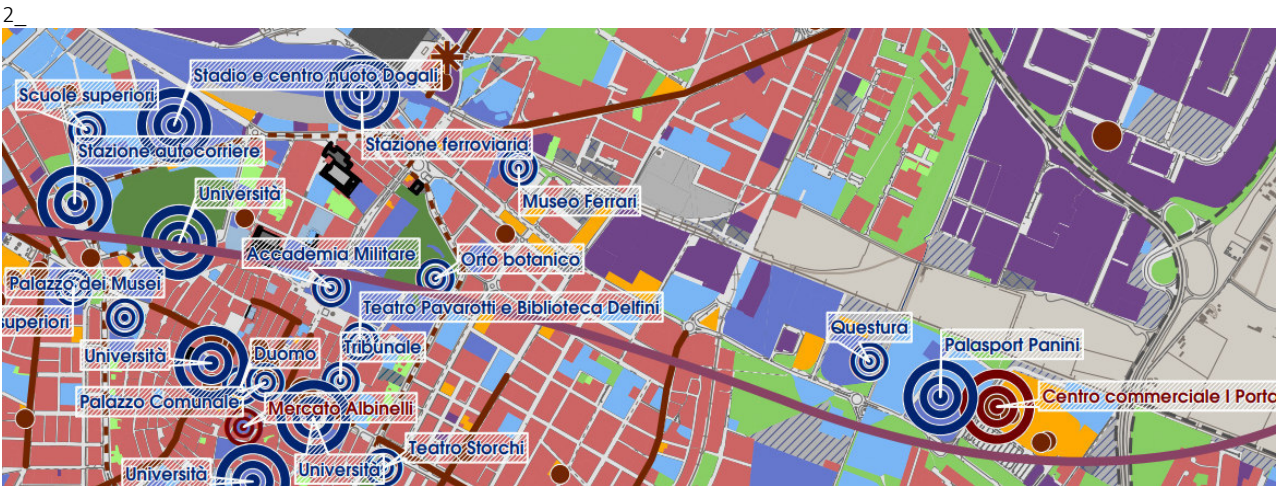 2_
Stadio e centro nuoto Dogali
Scuole superiori
Stazione autocorriere
Stazione ferroviaria
Università
Museo Ferrari
Accademia Militare
Orto botanico
Palazzo dei Musei
Teatro Pavarotti e Biblioteca Delfini
superiori
Questura
Università
Duomo
Tribunale
Palasport Panini
Palazzo Comunale
Mercato Albinelli
Centro commerciale I Porta
Teatro Storchi
Università
Università